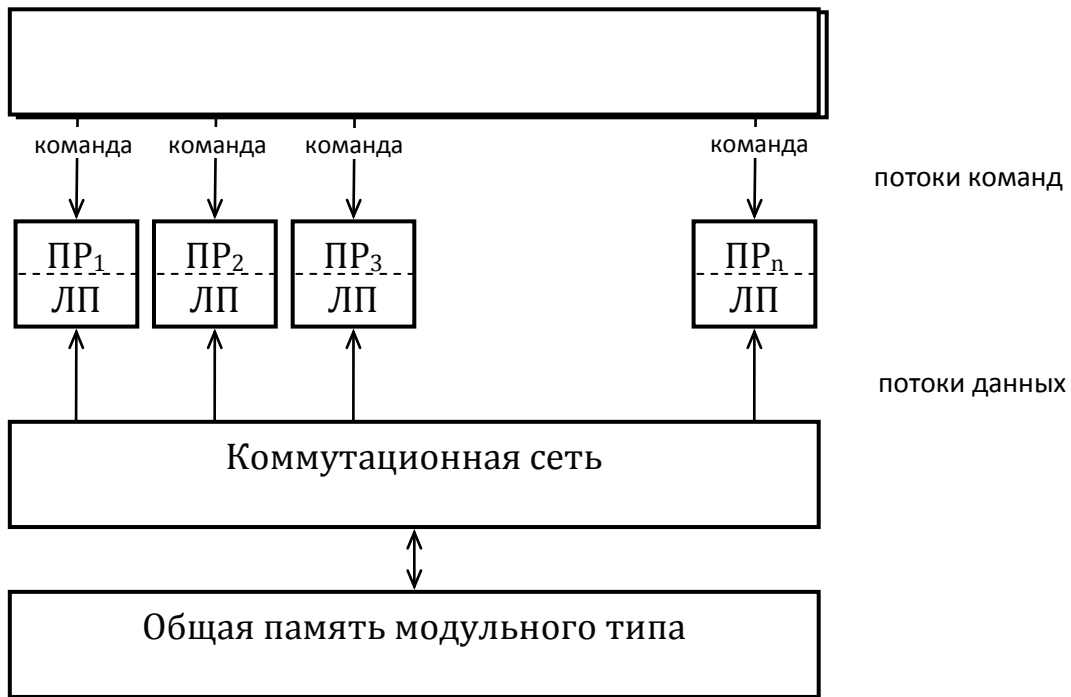 команда команда команда команда
потоки команд
ПР₁ ПР₂ ПР₃ ПРₙ
ЛП ЛП ЛП ЛП
потоки данных
Коммутационная сеть
Общая память модульного типа